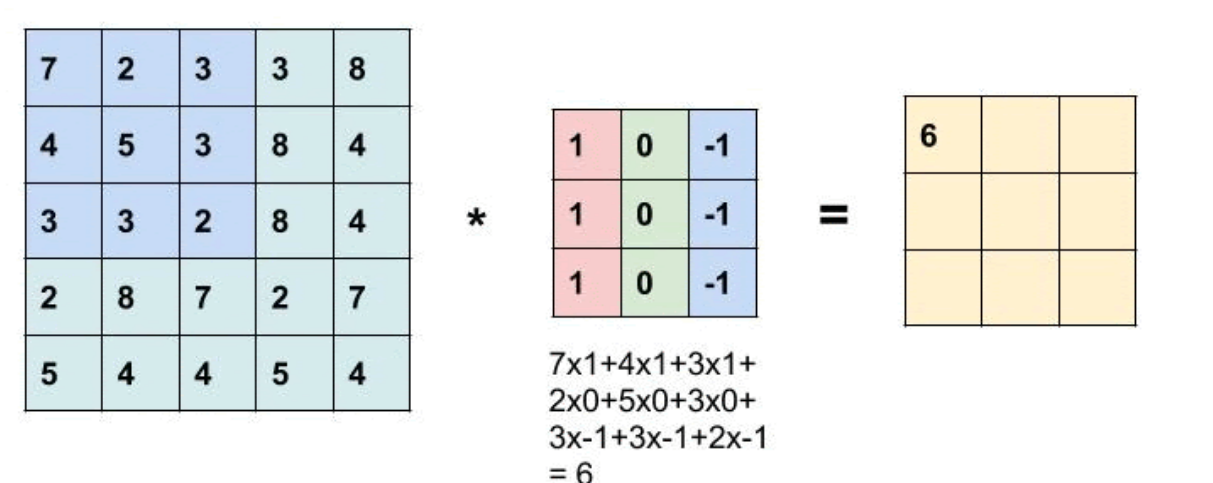 7 2 3 3 8
4 5 3 8 4
3 3 2 8 4
2 8 7 2 7
5 4 4 5 4
*
1 0 -1
1 0 -1
1 0 -1
7x1+4x1+3x1+
2x0+5x0+3x0+
3x-1+3x-1+2x-1
= 6
=
6